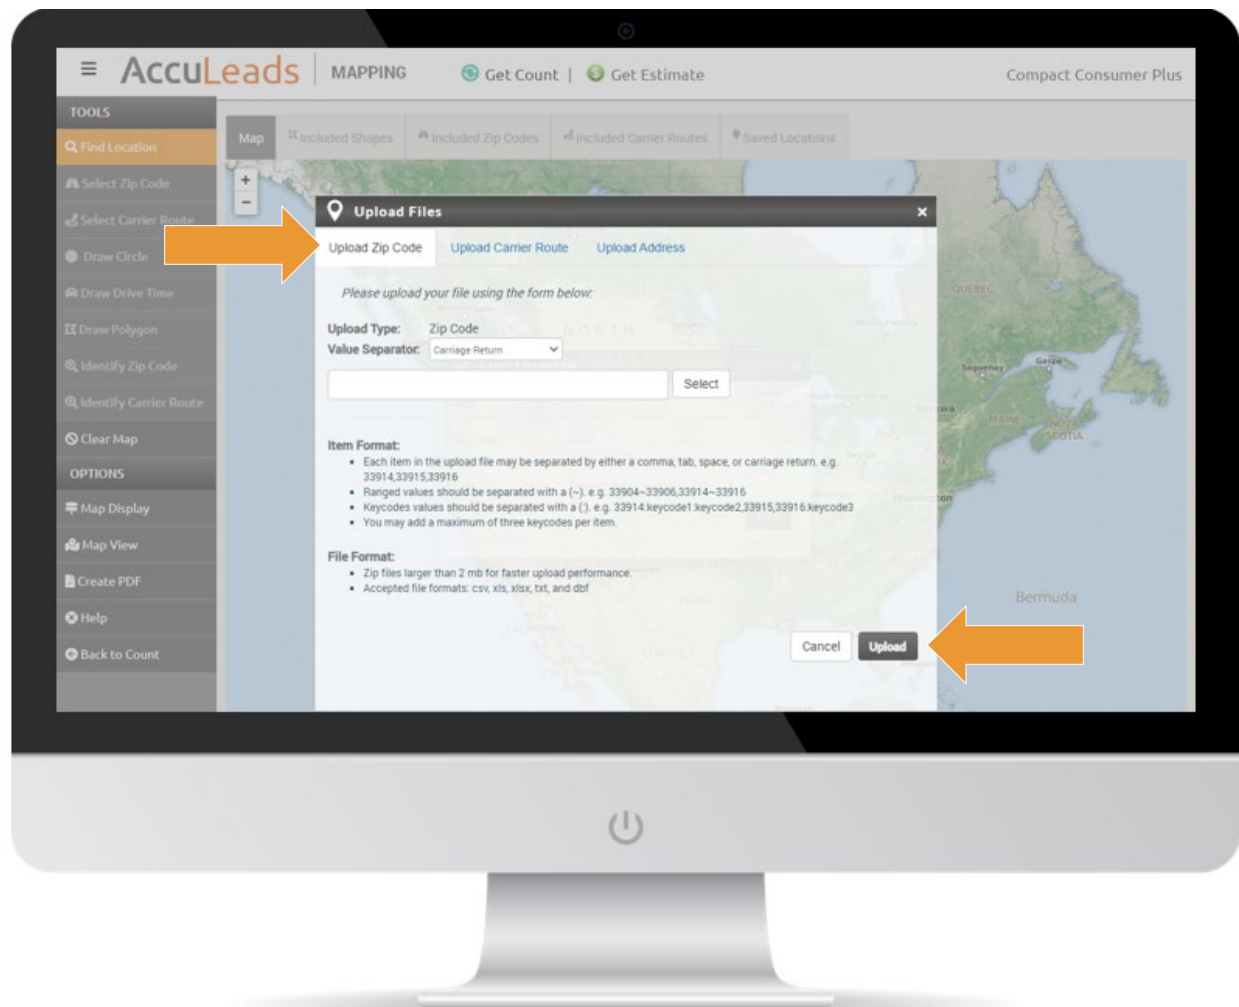 AccuLeads
MAPPING
Get Count | Get Estimate
Compact Consumer Plus
TOOLS
Find Location
Select Zip Code
Select Carrier Route
Draw Circle
Draw Drive Time
Draw Polygon
Identify Zip Code
Identify Carrier Route
Clear Map
OPTIONS
Map Display
Map View
Create PDF
Help
Back to Count
Map
Included Shapes
Included Zip Codes
Included Carrier Routes
Saved Locations
+
−
Upload Files
×
Upload Zip Code
Upload Carrier Route
Upload Address
Please upload your file using the form below:
Upload Type: Zip Code
Value Separator: Carriage Return
Select
Item Format:
Each item in the upload file may be separated by either a comma, tab, space, or carriage return. e.g.
33914,33915,33916
Ranged values should be separated with a (~). e.g. 33904~33906,33914~33916
Keycodes values should be separated with a (:). e.g. 33914:keycode1:keycode2,33915,33916:keycode3
You may add a maximum of three keycodes per item.
File Format:
Zip files larger than 2 mb for faster upload performance.
Accepted file formats: csv, xls, xlsx, txt, and dbf
Cancel
Upload
QUEBEC
Saguenay
Gaspé
MAINE
NOVA
SCOTIA
Bermuda